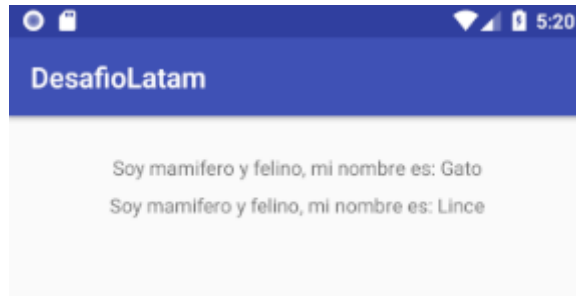 5:20
DesafioLatam
Soy mamifero y felino, mi nombre es: Gato
Soy mamifero y felino, mi nombre es: Lince